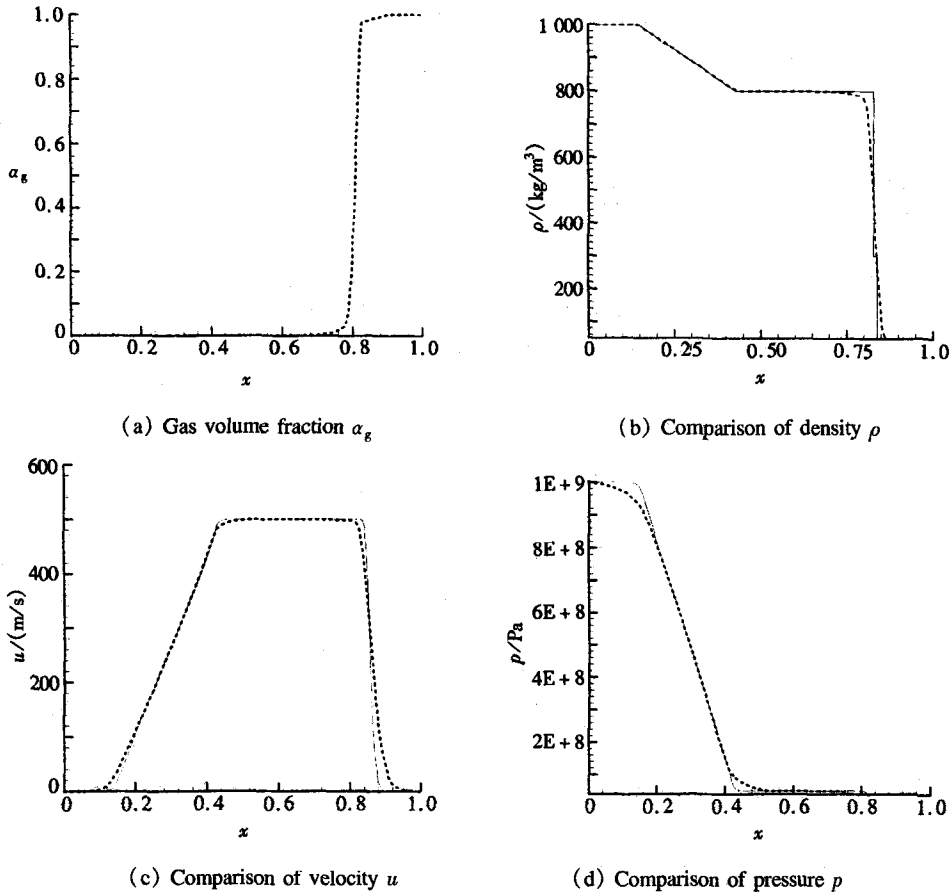 1.0
0.8
0.6
α_g
0.4
0.2
0
0 0.2 0.4 0.6 0.8 1.0
x
(a) Gas volume fraction α_g
1 000
800
600
ρ/(kg/m³)
400
200
0 0.25 0.50 0.75 1.0
x
(b) Comparison of density ρ
600
400
u/(m/s)
200
0
0 0.2 0.4 0.6 0.8 1.0
x
(c) Comparison of velocity u
1E+9
8E+8
6E+8
p/Pa
4E+8
2E+8
0 0.2 0.4 0.6 0.8 1.0
x
(d) Comparison of pressure p